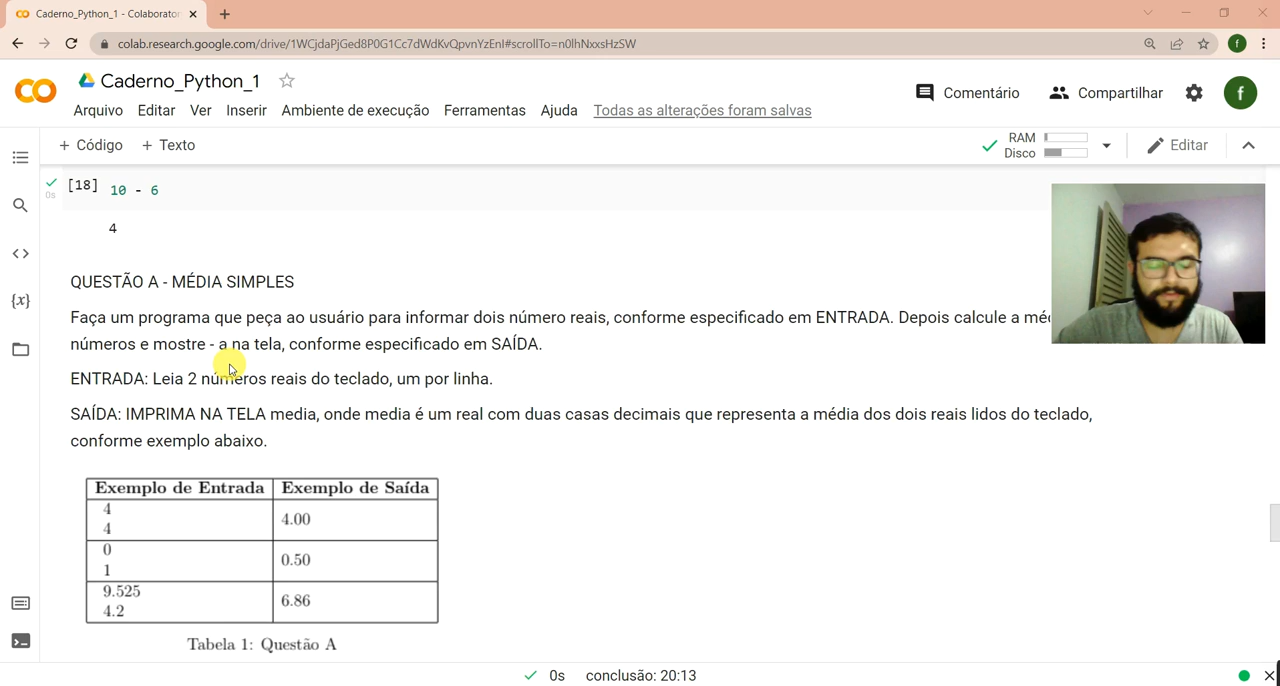 Caderno_Python_1 - Colaborator
colab.research.google.com/drive/1WCjdaPjGed8P0G1Cc7dWdKvQpvnYzEnI#scrollTo=n0lhNxxsHzSW
f
Caderno_Python_1
Comentário
Compartilhar
f
Arquivo Editar Ver Inserir Ambiente de execução Ferramentas Ajuda Todas as alterações foram salvas
+ Código + Texto
RAM
Disco
Editar
[18] 10 - 6
0s
4
QUESTÃO A - MÉDIA SIMPLES
Faça um programa que peça ao usuário para informar dois número reais, conforme especificado em ENTRADA. Depois calcule a mé
números e mostre - a na tela, conforme especificado em SAÍDA.
ENTRADA: Leia 2 números reais do teclado, um por linha.
SAÍDA: IMPRIMA NA TELA media, onde media é um real com duas casas decimais que representa a média dos dois reais lidos do teclado,
conforme exemplo abaixo.
Exemplo de Entrada Exemplo de Saída
4
4
4.00
0
1
0.50
9.525
4.2
6.86
Tabela 1: Questão A
{x}
0s conclusão: 20:13